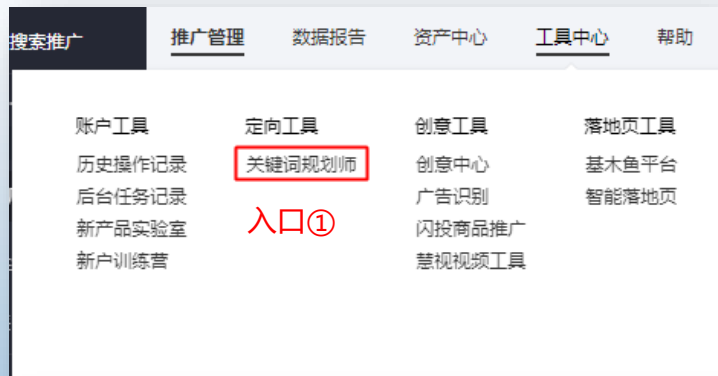 搜索推广 推广管理 数据报告 资产中心 工具中心 帮助
账户工具 定向工具 创意工具 落地页工具
历史操作记录 关键词规划师 创意中心 基木鱼平台
后台任务记录 广告识别 智能落地页
新产品实验室 入口① 闪投商品推广
新户训练营 慧视视频工具